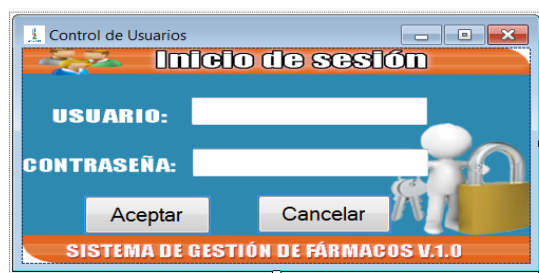 Control de Usuarios
Inicio de sesión
USUARIO:
CONTRASEÑA:
Aceptar
Cancelar
SISTEMA DE GESTIÓN DE FÁRMACOS V.1.0